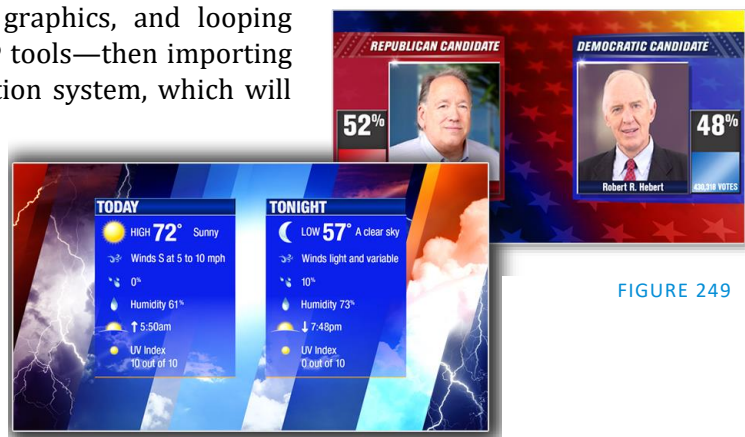 graphics, and looping
P tools—then importing
tion system, which will
REPUBLICAN CANDIDATE
52%
DEMOCRATIC CANDIDATE
48%
Robert R. Hebert
430,318 VOTES
TODAY
HIGH 72° Sunny
Winds S at 5 to 10 mph
0%
Humidity 61%
↑ 5:50am
UV Index
10 out of 10
TONIGHT
LOW 57° A clear sky
Winds light and variable
10%
Humidity 73%
↓ 7:48pm
UV Index
0 out of 10
FIGURE 249